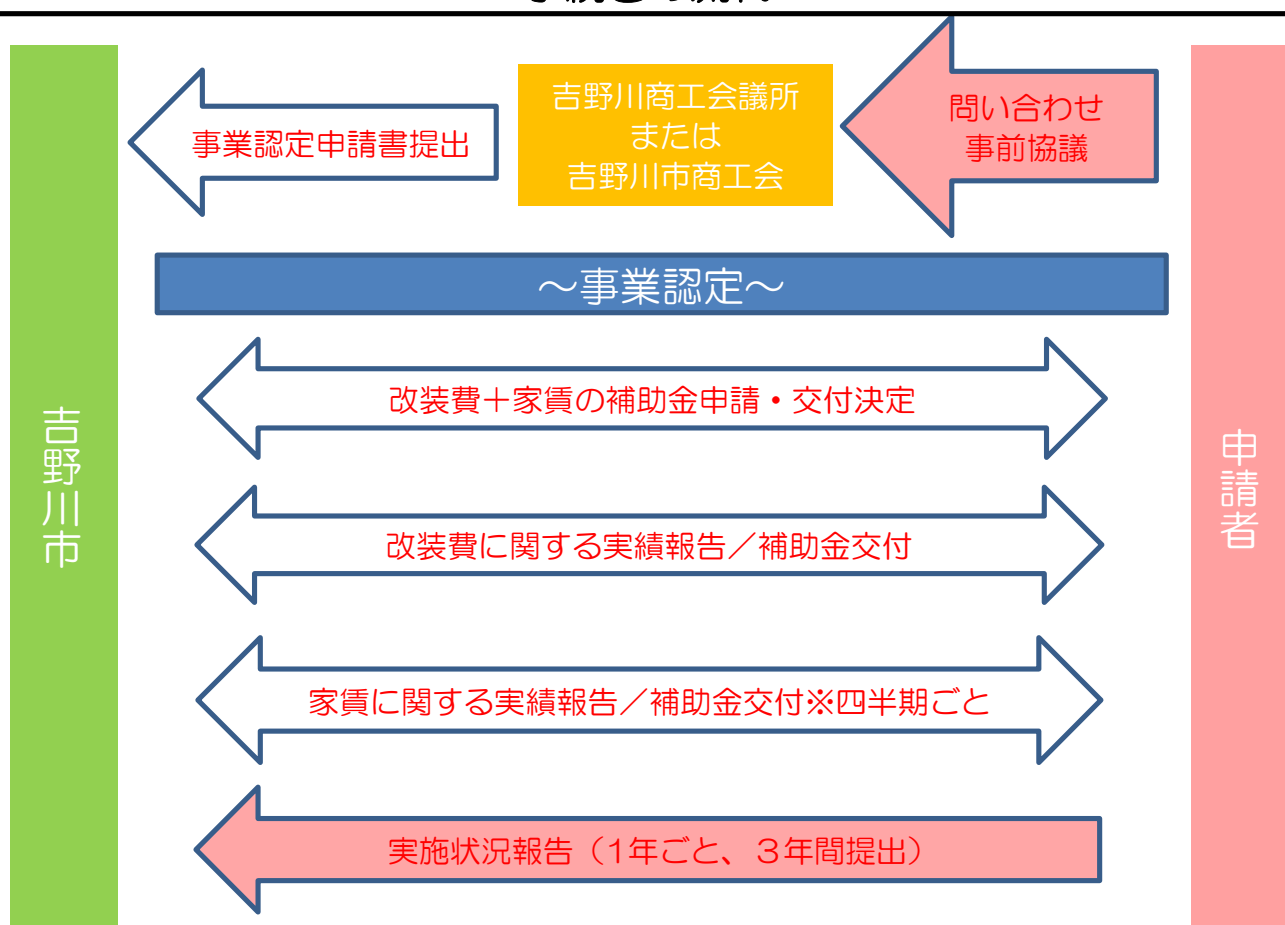 吉野川市
事業認定申請書提出
吉野川商工会議所
または
吉野川市商工会
問い合わせ
事前協議
申請者
～事業認定～
改装費＋家賃の補助金申請・交付決定
改装費に関する実績報告／補助金交付
家賃に関する実績報告／補助金交付※四半期ごと
実施状況報告（1年ごと、３年間提出）